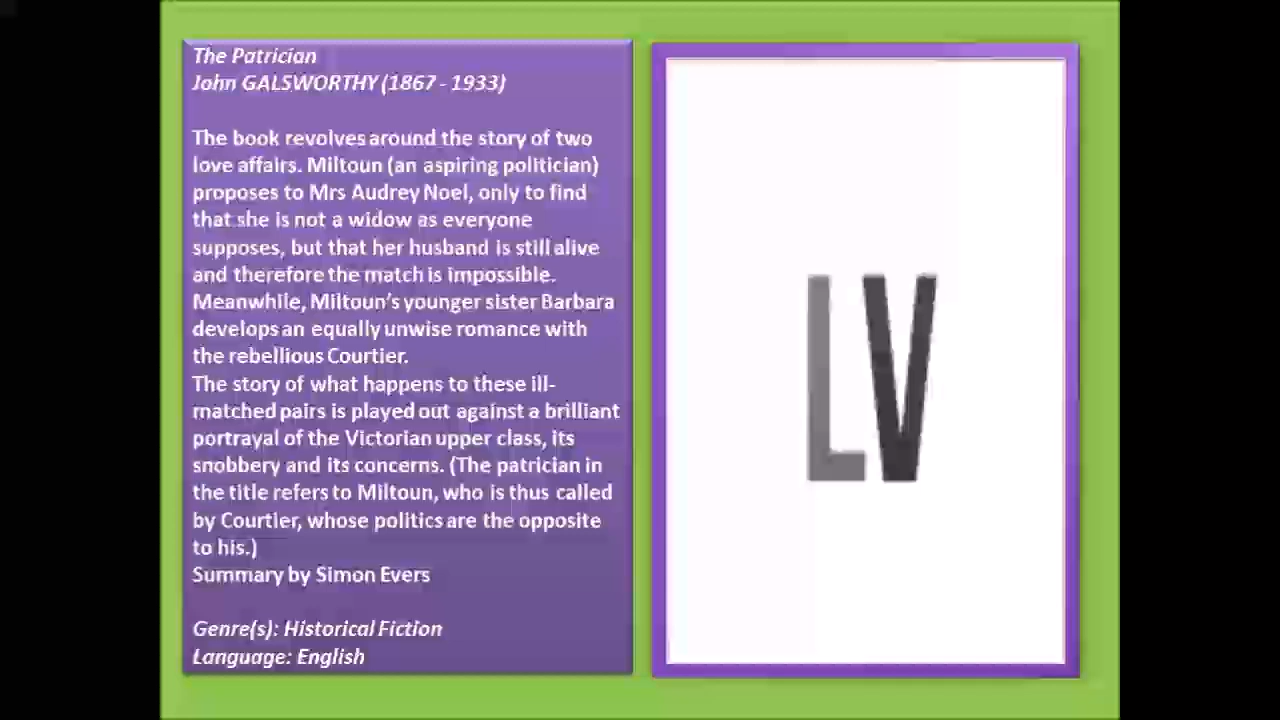 The Patrician
John GALSWORTHY (1867 - 1933)
The book revolves around the story of two
love affairs. Miltoun (an aspiring politician)
proposes to Mrs Audrey Noel, only to find
that she is not a widow as everyone
supposes, but that her husband is still alive
and therefore the match is impossible.
Meanwhile, Miltoun's younger sister Barbara
develops an equally unwise romance with
the rebellious Courtier.
The story of what happens to these ill-
matched pairs is played out against a brilliant
portrayal of the Victorian upper class, its
snobbery and its concerns. (The patrician in
the title refers to Miltoun, who is thus called
by Courtier, whose politics are the opposite
to his.)
Summary by Simon Evers
Genre(s): Historical Fiction
Language: English
LV